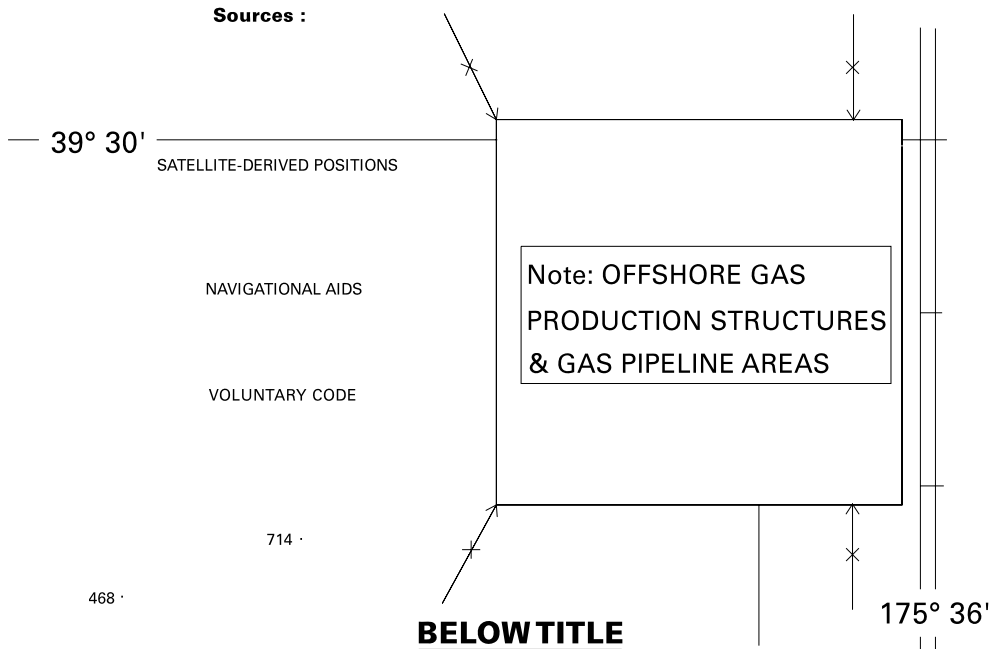 Sources :
39° 30'
SATELLITE-DERIVED POSITIONS
Note: OFFSHORE GAS
PRODUCTION STRUCTURES
& GAS PIPELINE AREAS
NAVIGATIONAL AIDS
VOLUNTARY CODE
714
468
175° 36'
BELOW TITLE